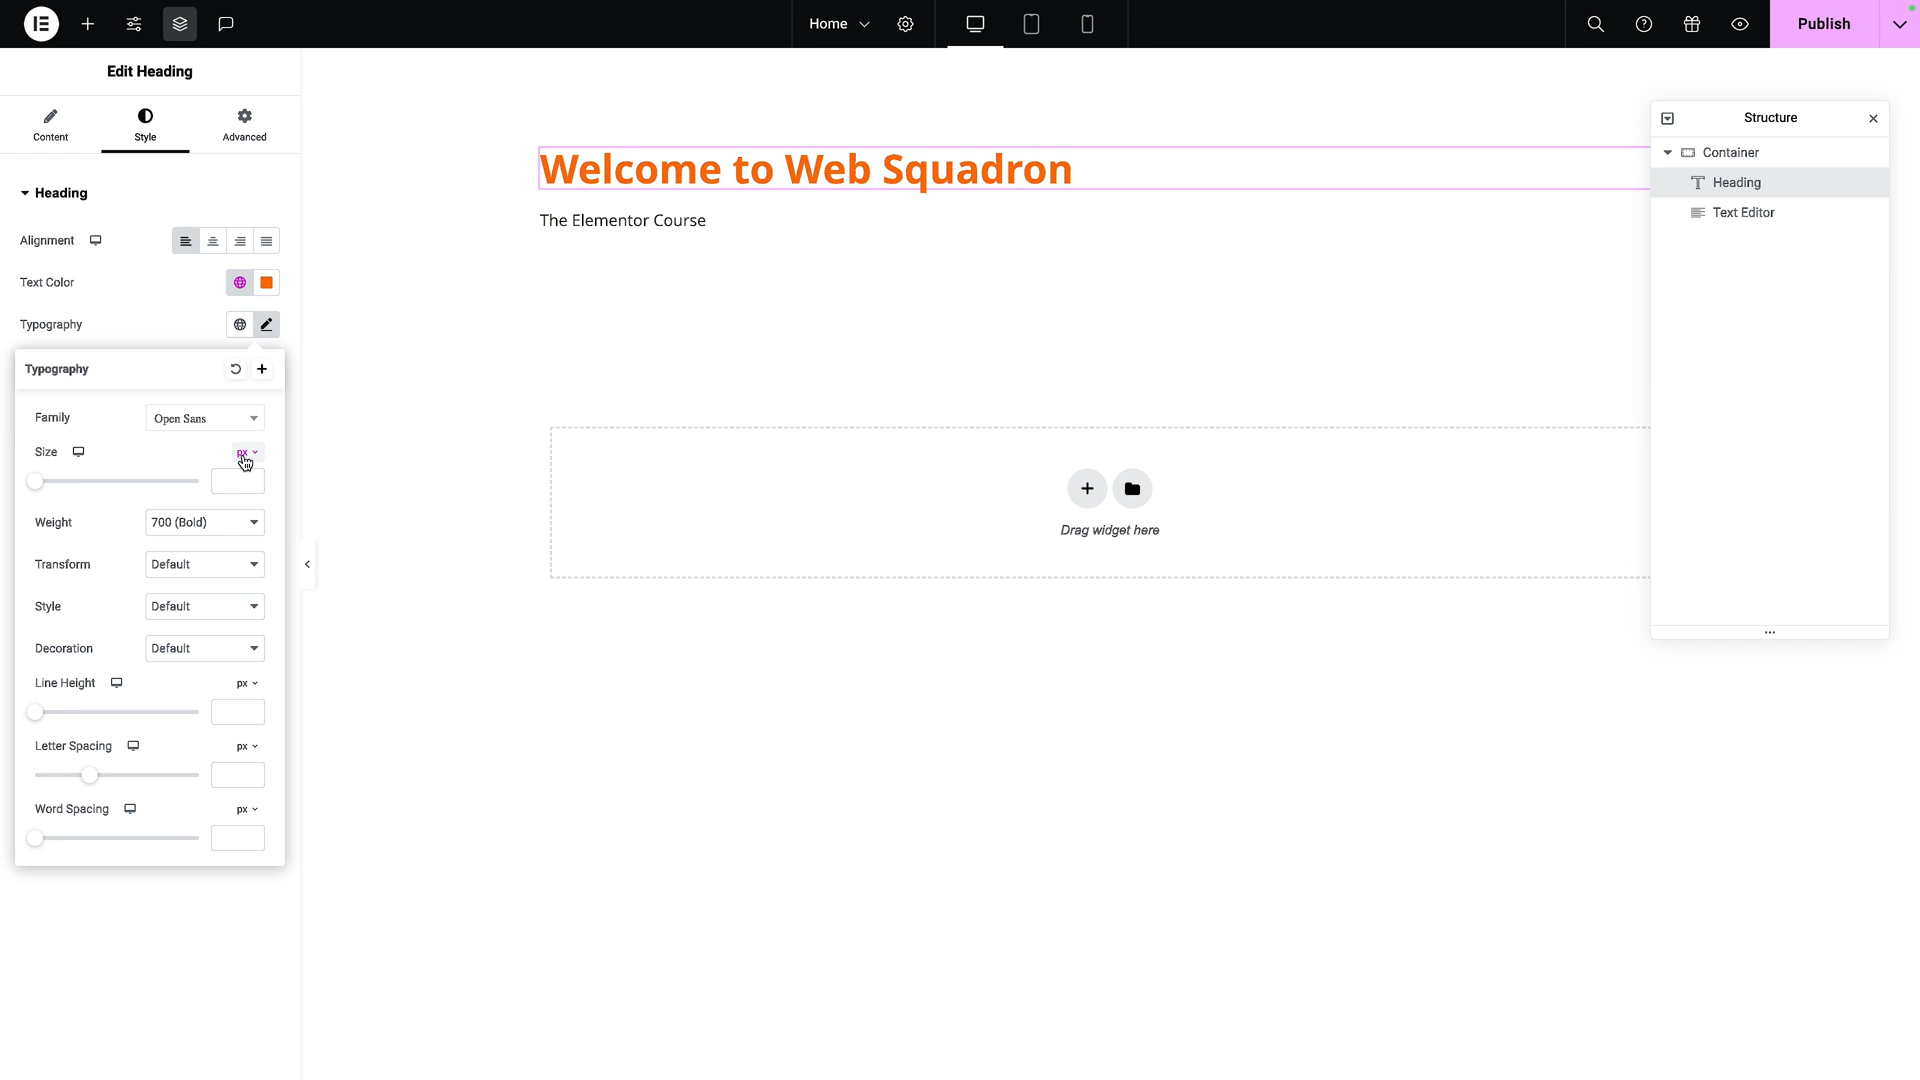 Home
Publish
Edit Heading
Content
Style
Advanced
Heading
Alignment
Text Color
Typography
Typography
Family
Open Sans
Size
px
Weight
700 (Bold)
Transform
Default
Style
Default
Decoration
Default
Line Height
px
Letter Spacing
px
Word Spacing
px
Welcome to Web Squadron
The Elementor Course
Drag widget here
Structure
Container
Heading
Text Editor